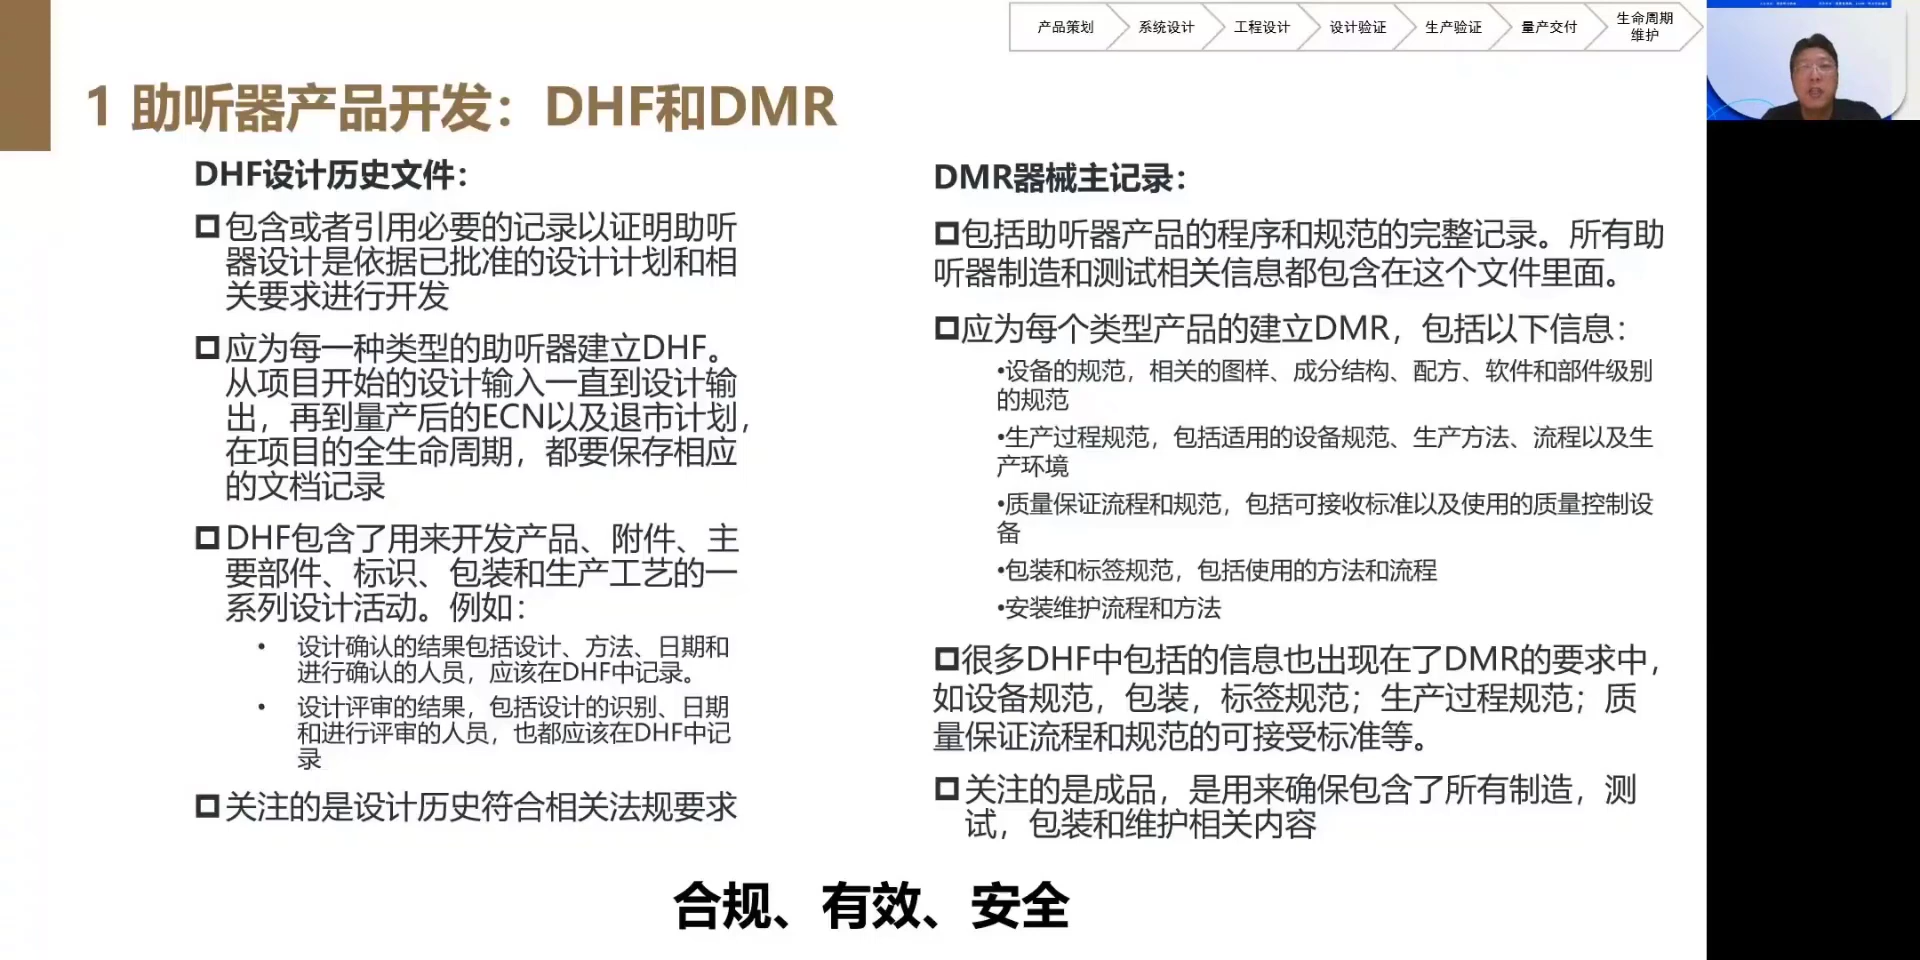 产品策划
系统设计
工程设计
设计验证
生产验证
量产交付
生命周期
维护
1 助听器产品开发：DHF和DMR
DHF设计历史文件：
包含或者引用必要的记录以证明助听
器设计是依据已批准的设计计划和相
关要求进行开发
应为每一种类型的助听器建立DHF。
从项目开始的设计输入一直到设计输
出，再到量产后的ECN以及退市计划，
在项目的全生命周期，都要保存相应
的文档记录
DHF包含了用来开发产品、附件、主
要部件、标识、包装和生产工艺的一
系列设计活动。例如：
• 设计确认的结果包括设计、方法、日期和
进行确认的人员，应该在DHF中记录。
• 设计评审的结果，包括设计的识别、日期
和进行评审的人员，也都应该在DHF中记
录
关注的是设计历史符合相关法规要求
DMR器械主记录：
包括助听器产品的程序和规范的完整记录。所有助
听器制造和测试相关信息都包含在这个文件里面。
应为每个类型产品的建立DMR，包括以下信息：
•设备的规范，相关的图样、成分结构、配方、软件和部件级别
的规范
•生产过程规范，包括适用的设备规范、生产方法、流程以及生
产环境
•质量保证流程和规范，包括可接收标准以及使用的质量控制设
备
•包装和标签规范，包括使用的方法和流程
•安装维护流程和方法
很多DHF中包括的信息也出现在了DMR的要求中，
如设备规范，包装，标签规范；生产过程规范；质
量保证流程和规范的可接受标准等。
关注的是成品，是用来确保包含了所有制造，测
试，包装和维护相关内容
合规、有效、安全